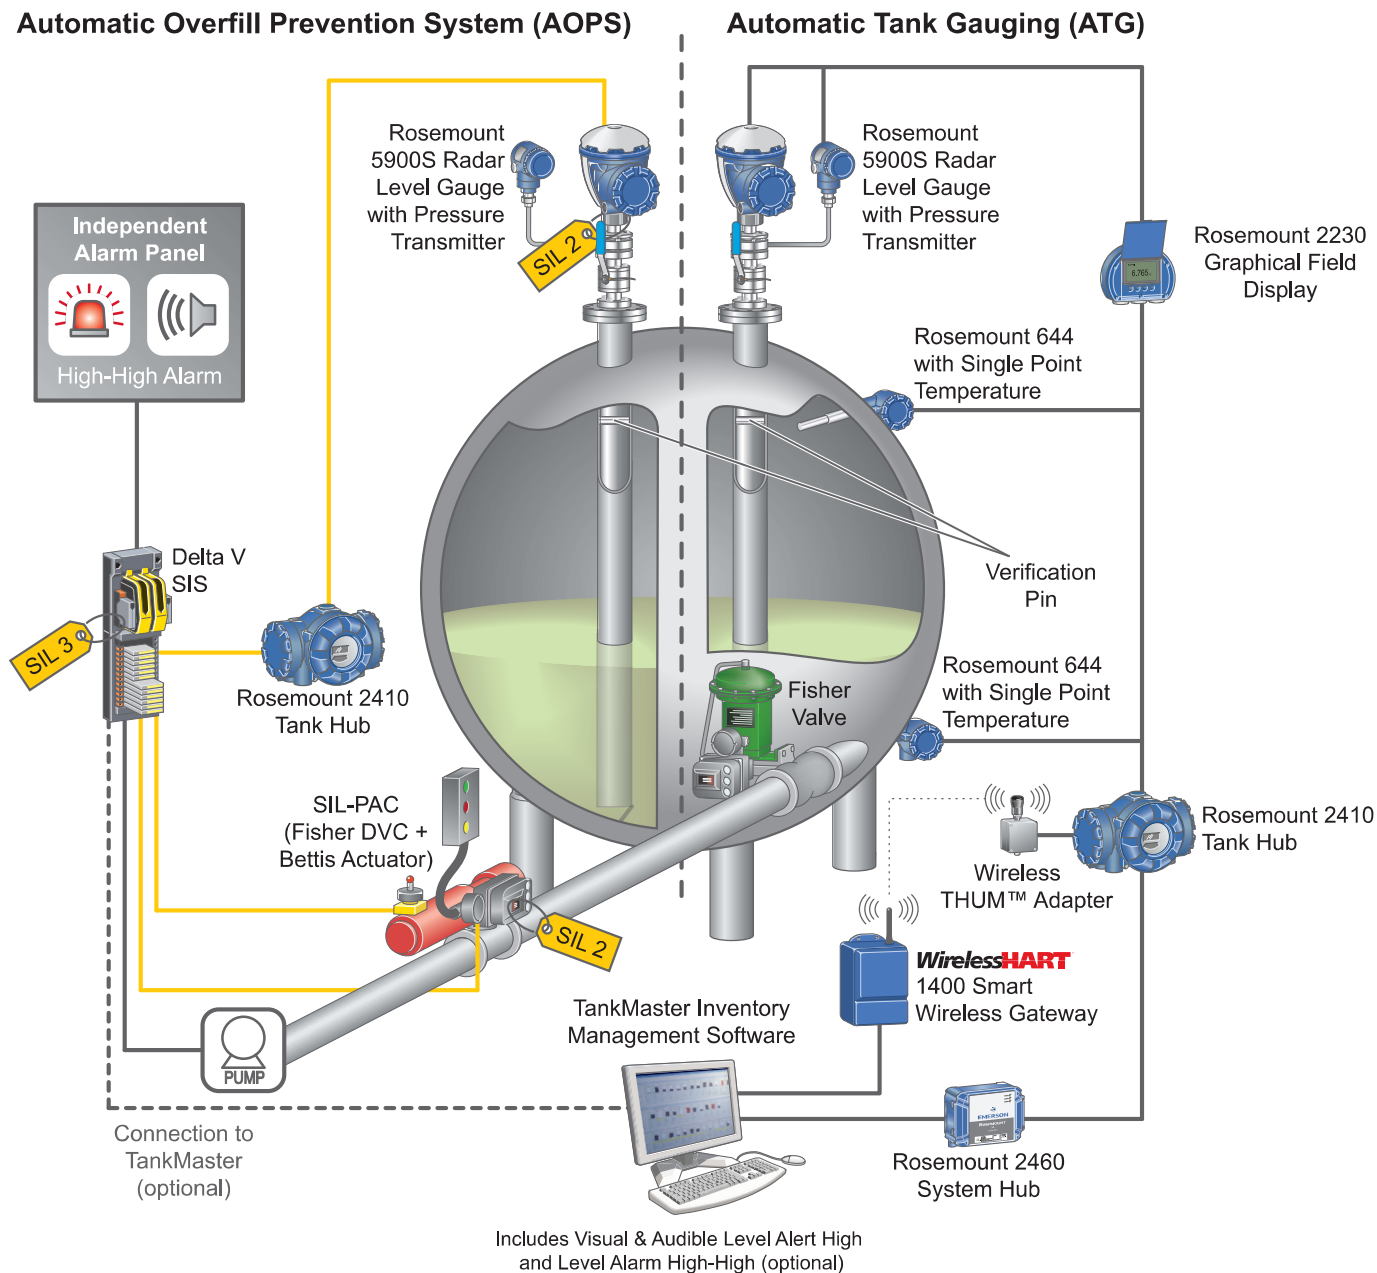 Automatic Overfill Prevention System (AOPS)
Automatic Tank Gauging (ATG)
Rosemount
5900S Radar
Level Gauge
with Pressure
Transmitter
SIL 2
Rosemount
5900S Radar
Level Gauge
with Pressure
Transmitter
Independent
Alarm Panel
High-High Alarm
Rosemount 2230
Graphical Field
Display
6.765
Rosemount 644
with Single Point
Temperature
Verification
Pin
Delta V
SIS
SIL 3
Rosemount 2410
Tank Hub
Fisher
Valve
Rosemount 644
with Single Point
Temperature
SIL-PAC
(Fisher DVC +
Bettis Actuator)
SIL 2
Rosemount 2410
Tank Hub
Wireless
THUM™ Adapter
WirelessHART
1400 Smart
Wireless Gateway
TankMaster Inventory
Management Software
PUMP
Connection to
TankMaster
(optional)
EMERSON
ROSEMOUNT
Rosemount 2460
System Hub
Includes Visual & Audible Level Alert High
and Level Alarm High-High (optional)